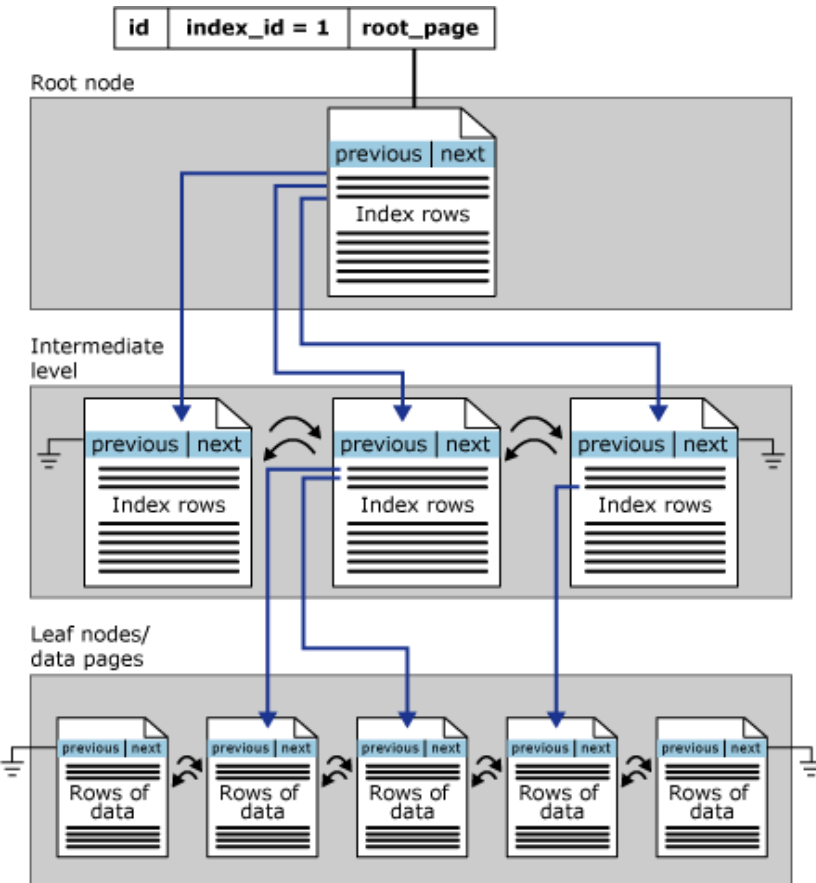 id index_id = 1 root_page
Root node
previous next
Index rows
Intermediate
level
previous next previous next previous next
Index rows Index rows Index rows
Leaf nodes/
data pages
previous next previous next previous next previous next previous next
Rows of Rows of Rows of Rows of Rows of
data data data data data